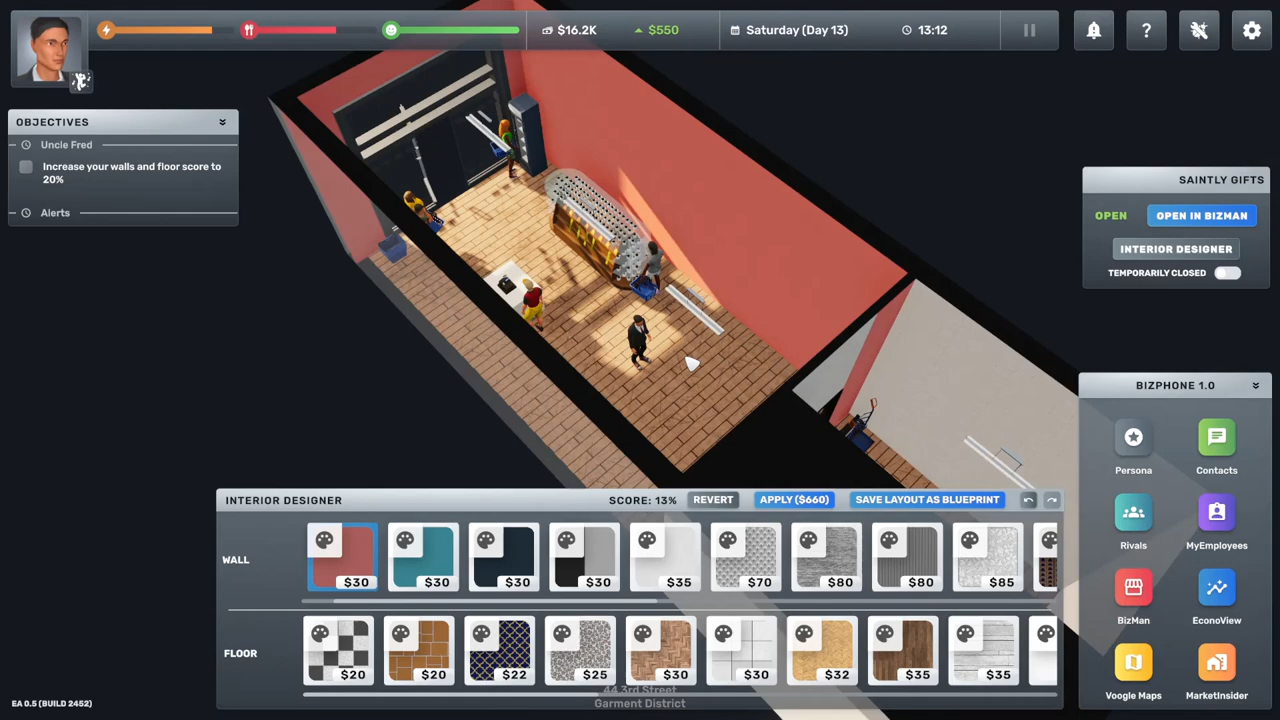 $16.2K
$550
Saturday (Day 13)
13:12
?
OBJECTIVES
Uncle Fred
Increase your walls and floor score to
20%
Alerts
SAINTLY GIFTS
OPEN
OPEN IN BIZMAN
INTERIOR DESIGNER
TEMPORARILY CLOSED
BIZPHONE 1.0
Persona
Contacts
Rivals
MyEmployees
BizMan
EconoView
Voogle Maps
MarketInsider
INTERIOR DESIGNER
SCORE: 13%
REVERT
APPLY ($660)
SAVE LAYOUT AS BLUEPRINT
WALL
$30
$30
$30
$30
$35
$70
$80
$80
$85
FLOOR
$20
$20
$22
$25
$30
$30
$32
$35
$35
44 3rd Street
Garment District
EA 0.5 (BUILD 2452)